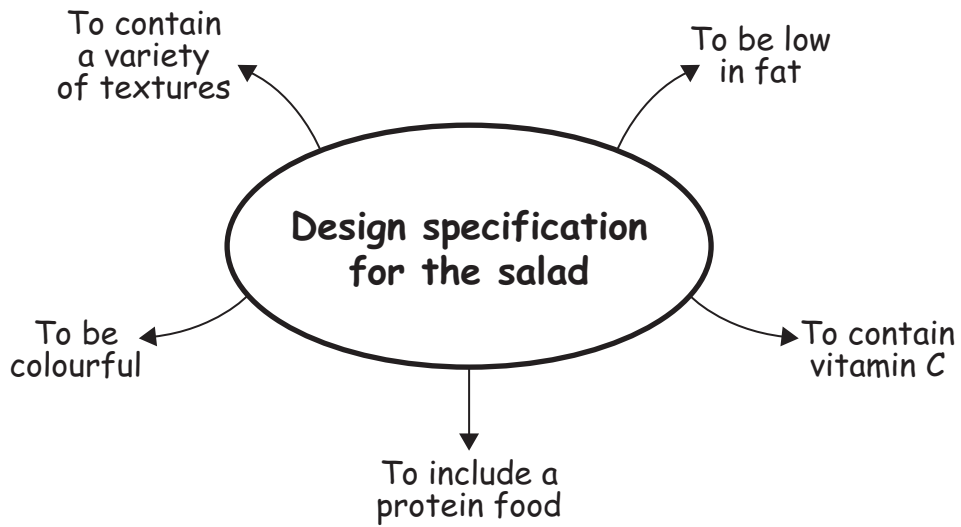 To contain
a variety
of textures
To be low
in fat
Design specification
for the salad
To be
colourful
To contain
vitamin C
To include a
protein food